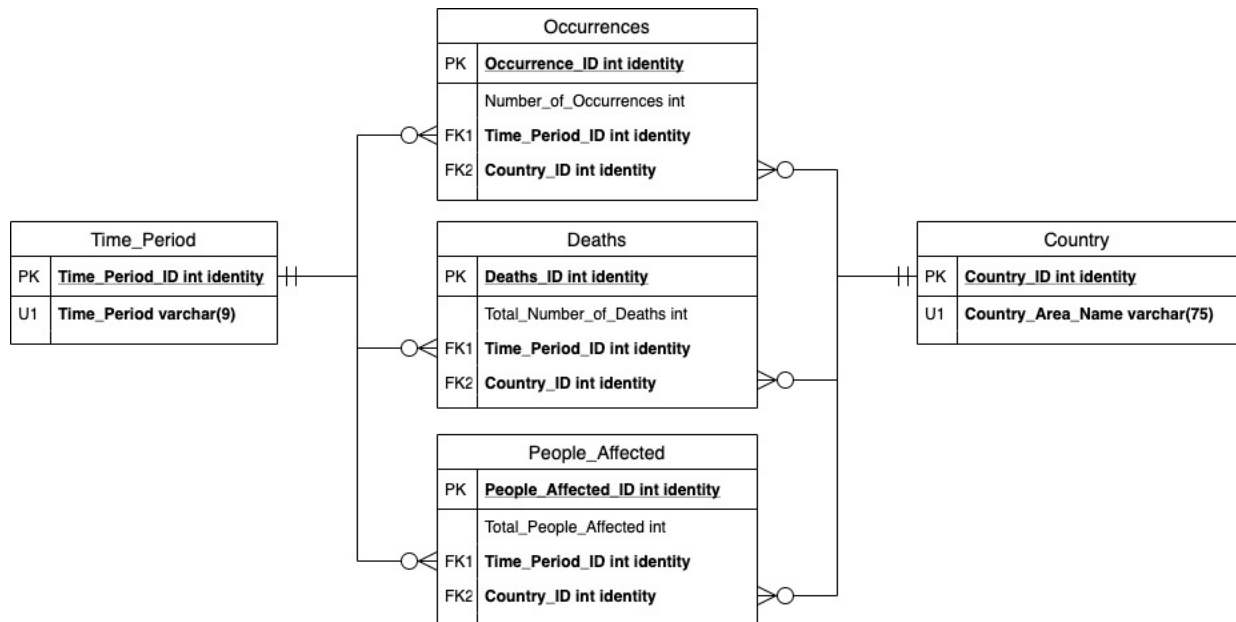 Occurrences
PK Occurrence_ID int identity
Number_of_Occurrences int
FK1 Time_Period_ID int identity
FK2 Country_ID int identity
Time_Period
PK Time_Period_ID int identity
U1 Time_Period varchar(9)
Deaths
PK Deaths_ID int identity
Total_Number_of_Deaths int
FK1 Time_Period_ID int identity
FK2 Country_ID int identity
Country
PK Country_ID int identity
U1 Country_Area_Name varchar(75)
People_Affected
PK People_Affected_ID int identity
Total_People_Affected int
FK1 Time_Period_ID int identity
FK2 Country_ID int identity